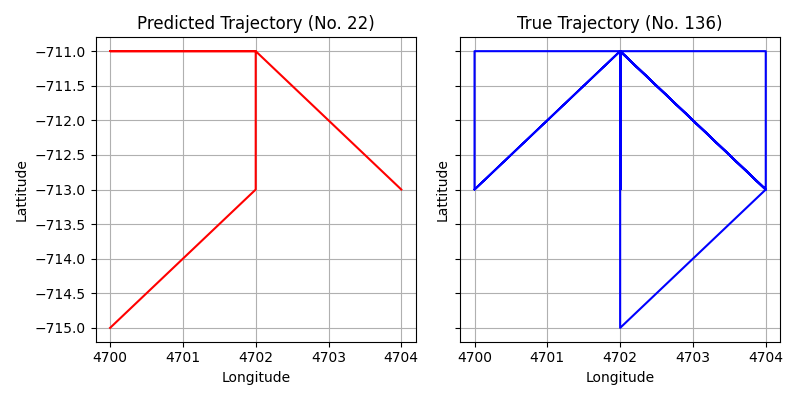 Predicted Trajectory (No. 22)
True Trajectory (No. 136)
−711.0
−711.5
−712.0
−712.5
−713.0
−713.5
−714.0
−714.5
−715.0
Lattitude
Lattitude
4700 4701 4702 4703 4704
4700 4701 4702 4703 4704
Longitude
Longitude